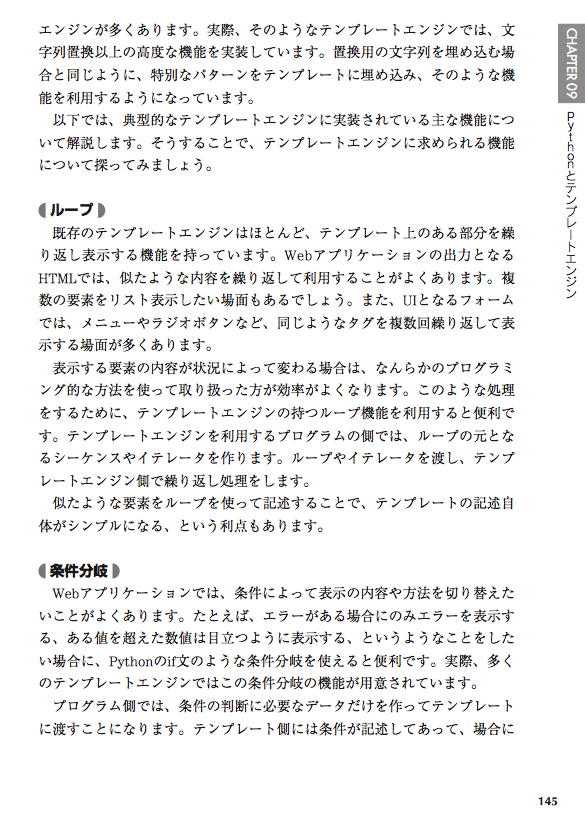 エンジンが多くあります。実際、そのようなテンプレートエンジンでは、文
字列置換以上の高度な機能を実装しています。置換用の文字列を埋め込む場
合と同じように、特別なパターンをテンプレートに埋め込み、そのような機
能を利用するようになっています。
以下では、典型的なテンプレートエンジンに実装されている主な機能につ
いて解説します。そうすることで、テンプレートエンジンに求められる機能
について探ってみましょう。
ループ
既存のテンプレートエンジンはほとんど、テンプレート上のある部分を繰
り返し表示する機能を持っています。Webアプリケーションの出力となる
HTMLでは、似たような内容を繰り返して利用することがよくあります。複
数の要素をリスト表示したい場面もあるでしょう。また、UIとなるフォーム
では、メニューやラジオボタンなど、同じようなタグを複数回繰り返して表
示する場面が多くあります。
表示する要素の内容が状況によって変わる場合は、なんらかのプログラミ
ング的な方法を使って取り扱った方が効率がよくなります。このような処理
をするために、テンプレートエンジンの持つループ機能を利用すると便利で
す。テンプレートエンジンを利用するプログラムの側では、ループの元とな
るシーケンスやイテレータを作ります。ループやイテレータを渡し、テンプ
レートエンジン側で繰り返し処理をします。
似たような要素をループを使って記述することで、テンプレートの記述自
体がシンプルになる、という利点もあります。
条件分岐
Webアプリケーションでは、条件によって表示の内容や方法を切り替えた
いことがよくあります。たとえば、エラーがある場合にのみエラーを表示す
る、ある値を超えた数値は目立つように表示する、というようなことをした
い場合に、Pythonのif文のような条件分岐を使えると便利です。実際、多く
のテンプレートエンジンではこの条件分岐の機能が用意されています。
プログラム側では、条件の判断に必要なデータだけを作ってテンプレート
に渡すことになります。テンプレート側には条件が記述してあって、場合に
CHAPTER 09
Pythonとテンプレートエンジン
145